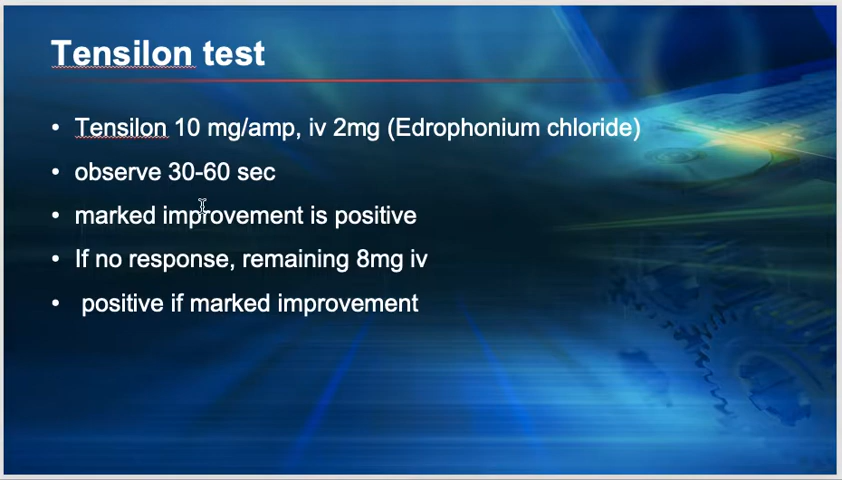 Tensilon test
• Tensilon 10 mg/amp, iv 2mg (Edrophonium chloride)
• observe 30-60 sec
• marked improvement is positive
• If no response, remaining 8mg iv
• positive if marked improvement